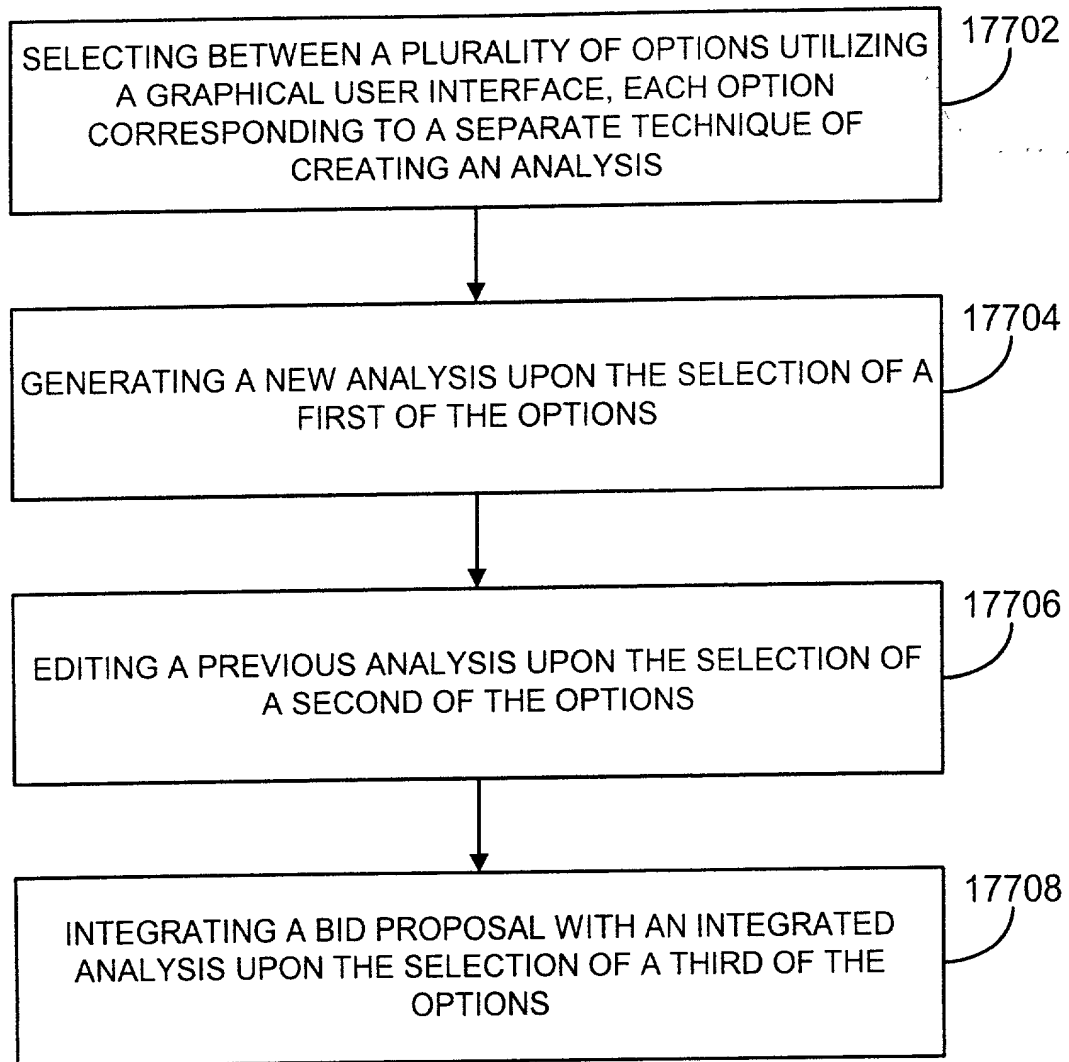 17702
SELECTING BETWEEN A PLURALITY OF OPTIONS UTILIZING
A GRAPHICAL USER INTERFACE, EACH OPTION
CORRESPONDING TO A SEPARATE TECHNIQUE OF
CREATING AN ANALYSIS
17704
GENERATING A NEW ANALYSIS UPON THE SELECTION OF A
FIRST OF THE OPTIONS
17706
EDITING A PREVIOUS ANALYSIS UPON THE SELECTION OF
A SECOND OF THE OPTIONS
17708
INTEGRATING A BID PROPOSAL WITH AN INTEGRATED
ANALYSIS UPON THE SELECTION OF A THIRD OF THE
OPTIONS